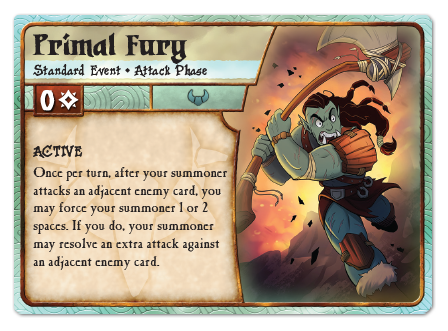 Primal Fury
Standard Event • Attack Phase
0
ACTIVE
Once per turn, after your summoner
attacks an adjacent enemy card, you
may force your summoner 1 or 2
spaces. If you do, your summoner
may resolve an extra attack against
an adjacent enemy card.